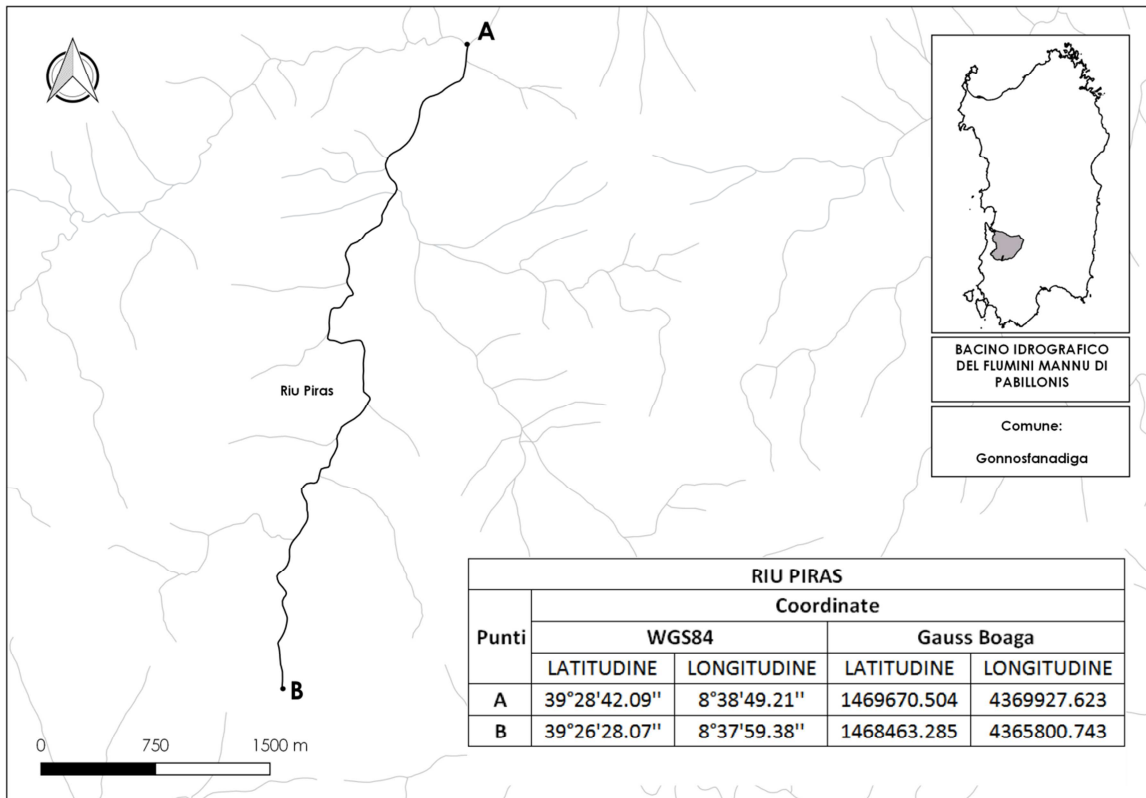 A
Riu Piras
B
0 750 1500 m
BACINO IDROGRAFICO
DEL FLUMINI MANNU DI
PABILLONIS
Comune:
Gonnosfanadiga
RIU PIRAS
Punti
Coordinate
WGS84 Gauss Boaga
LATITUDINE LONGITUDINE LATITUDINE LONGITUDINE
A 39°28'42.09'' 8°38'49.21'' 1469670.504 4369927.623
B 39°26'28.07'' 8°37'59.38'' 1468463.285 4365800.743